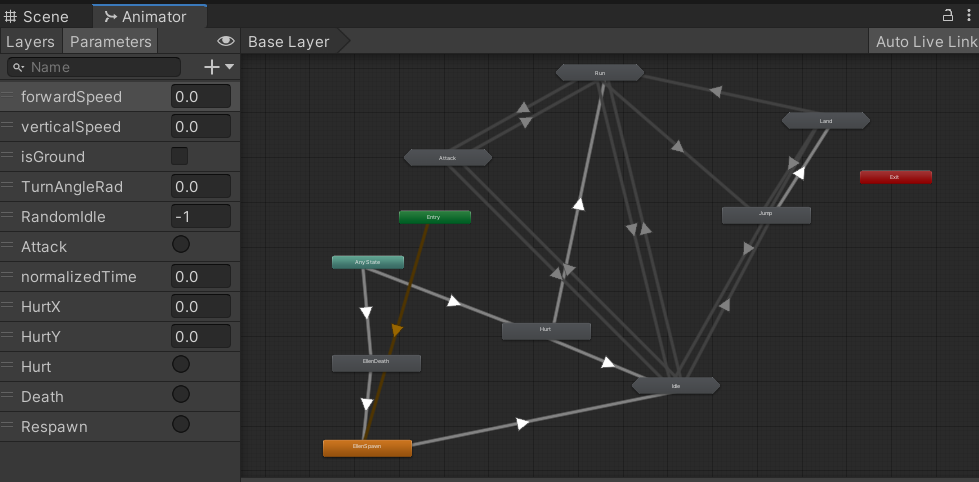 Scene
Animator
Layers
Parameters
Base Layer
Auto Live Link
Name
forwardSpeed 0.0
verticalSpeed 0.0
isGround
TurnAngleRad 0.0
RandomIdle -1
Attack
normalizedTime 0.0
HurtX 0.0
HurtY 0.0
Hurt
Death
Respawn
Run
Land
Attack
Exit
Entry
Jump
Any State
Hurt
EllenDeath
Idle
EllenSpawn